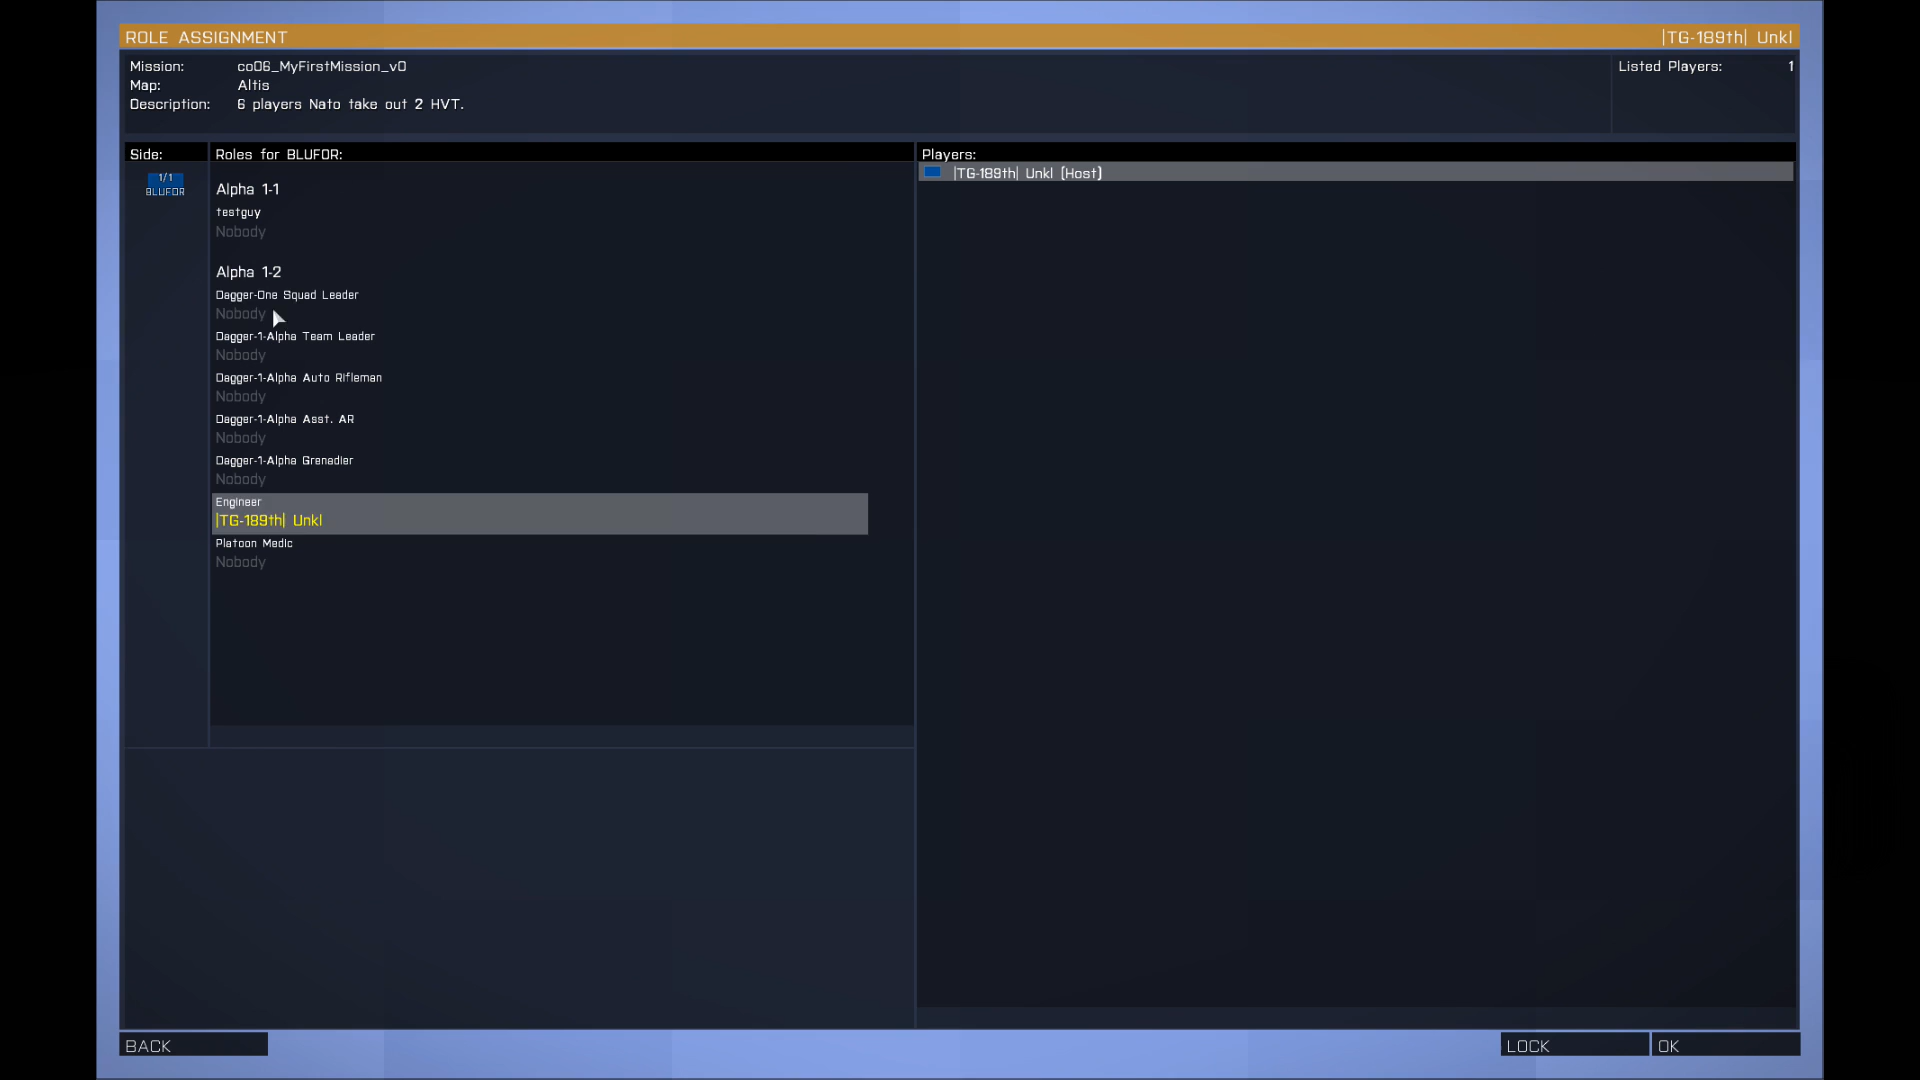 ROLE ASSIGNMENT
|TG-189th| Unkl
Mission: co06_MyFirstMission_v0
Map: Altis
Description: 6 players Nato take out 2 HVT.
Listed Players: 1
Side:
1/1
BLUFOR
Roles for BLUFOR:
Alpha 1-1
testguy
Nobody
Alpha 1-2
Dagger-One Squad Leader
Nobody
Dagger-1-Alpha Team Leader
Nobody
Dagger-1-Alpha Auto Rifleman
Nobody
Dagger-1-Alpha Asst. AR
Nobody
Dagger-1-Alpha Grenadier
Nobody
Engineer
|TG-189th| Unkl
Platoon Medic
Nobody
Players:
|TG-189th| Unkl (Host)
BACK
LOCK
OK